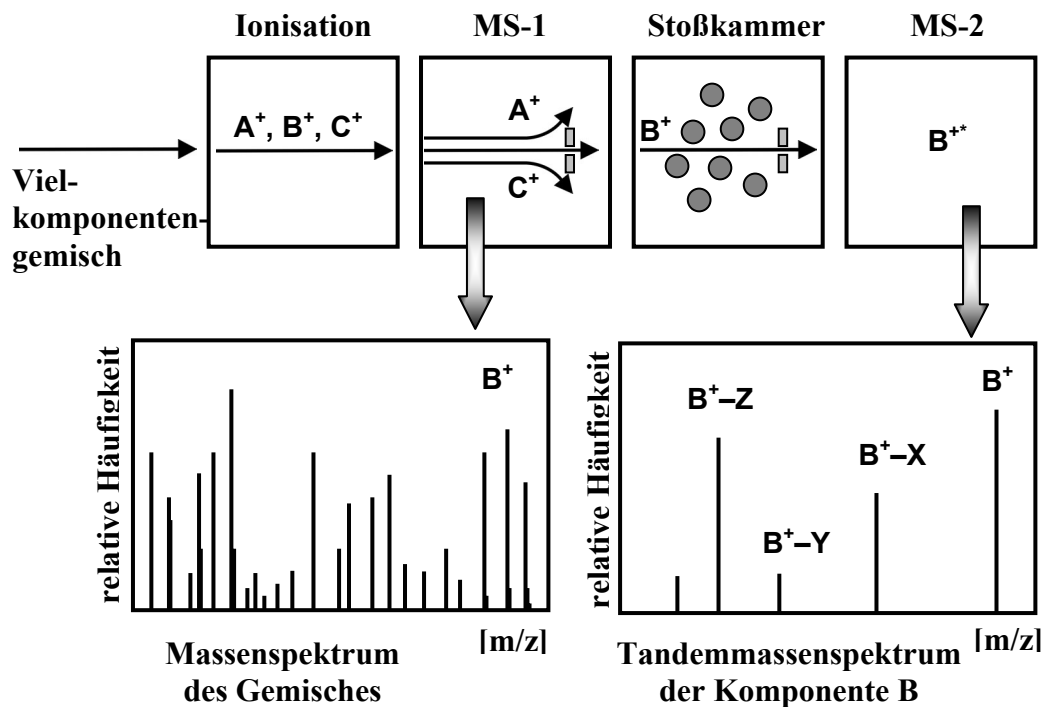 Ionisation MS-1 Stoßkammer MS-2
A⁺, B⁺, C⁺
A⁺
C⁺
B⁺
B⁺*
Viel-
komponenten-
gemisch
relative Häufigkeit
B⁺
[m/z]
Massenspektrum
des Gemisches
relative Häufigkeit
B⁺–Z
B⁺–Y
B⁺–X
B⁺
[m/z]
Tandemmassenspektrum
der Komponente B